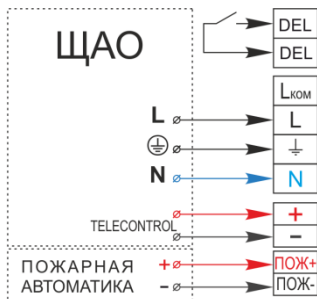 ЩАО
DEL
DEL
Lком
L L
⏚
N N
TELECONTROL
+
−
ПОЖАРНАЯ
АВТОМАТИКА
+ ПОЖ+
− ПОЖ-